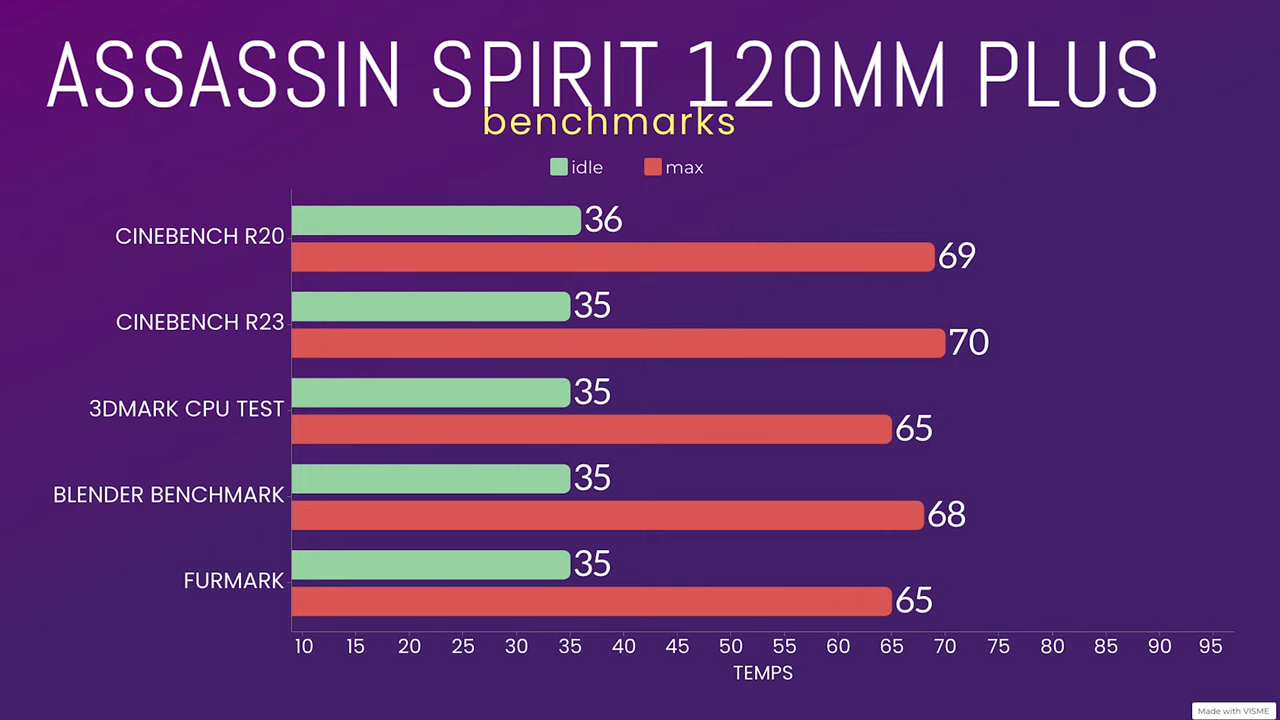 ASSASSIN SPIRIT 120MM PLUS
benchmarks
idle max
CINEBENCH R20 36
69
CINEBENCH R23 35
70
3DMARK CPU TEST 35
65
BLENDER BENCHMARK 35
68
FURMARK 35
65
10 15 20 25 30 35 40 45 50 55 60 65 70 75 80 85 90 95
TEMPS
Made with VISME